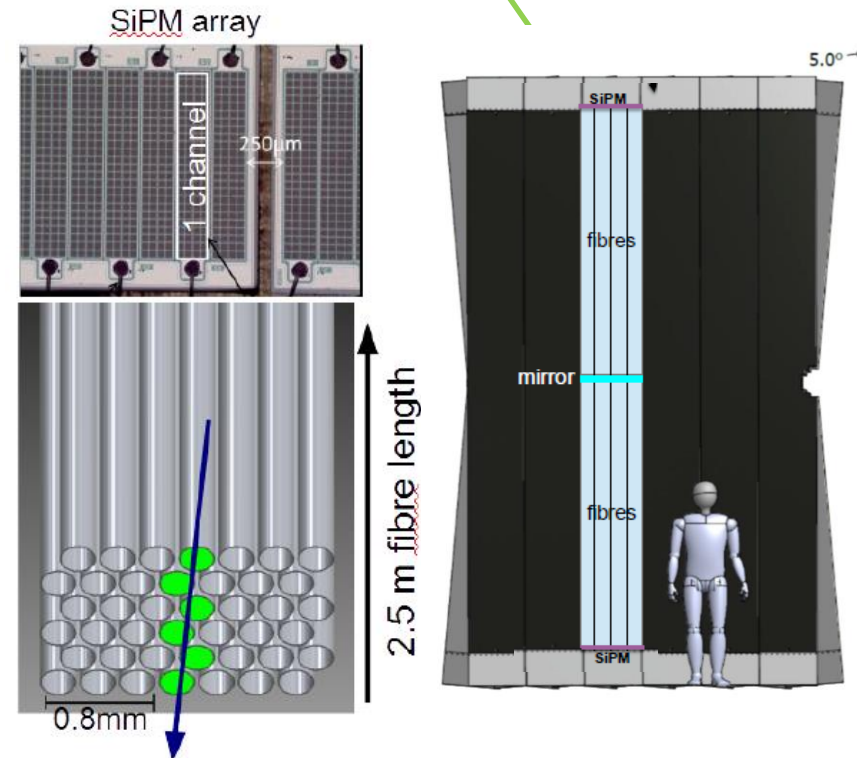 SiPM array
1 channel
250µm
2.5 m fibre length
0.8mm
5.0°
SiPM
fibres
mirror
fibres
SiPM